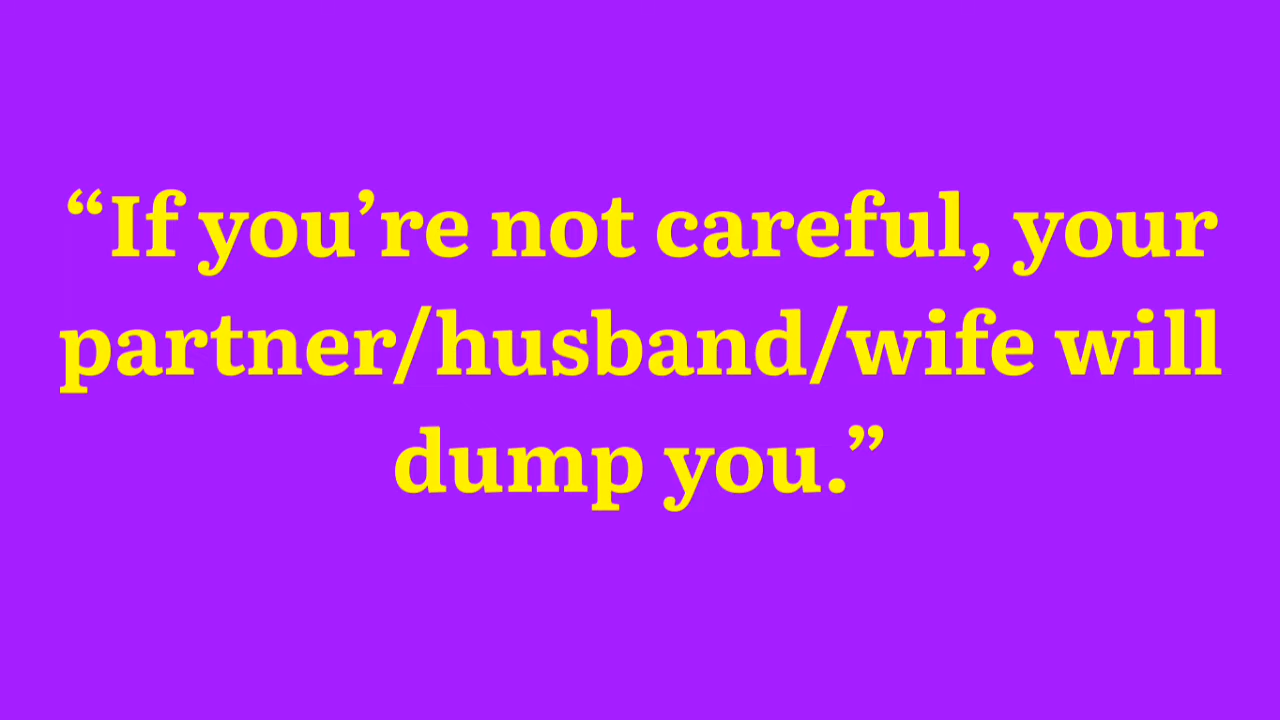 “If you’re not careful, your
partner/husband/wife will
dump you.”